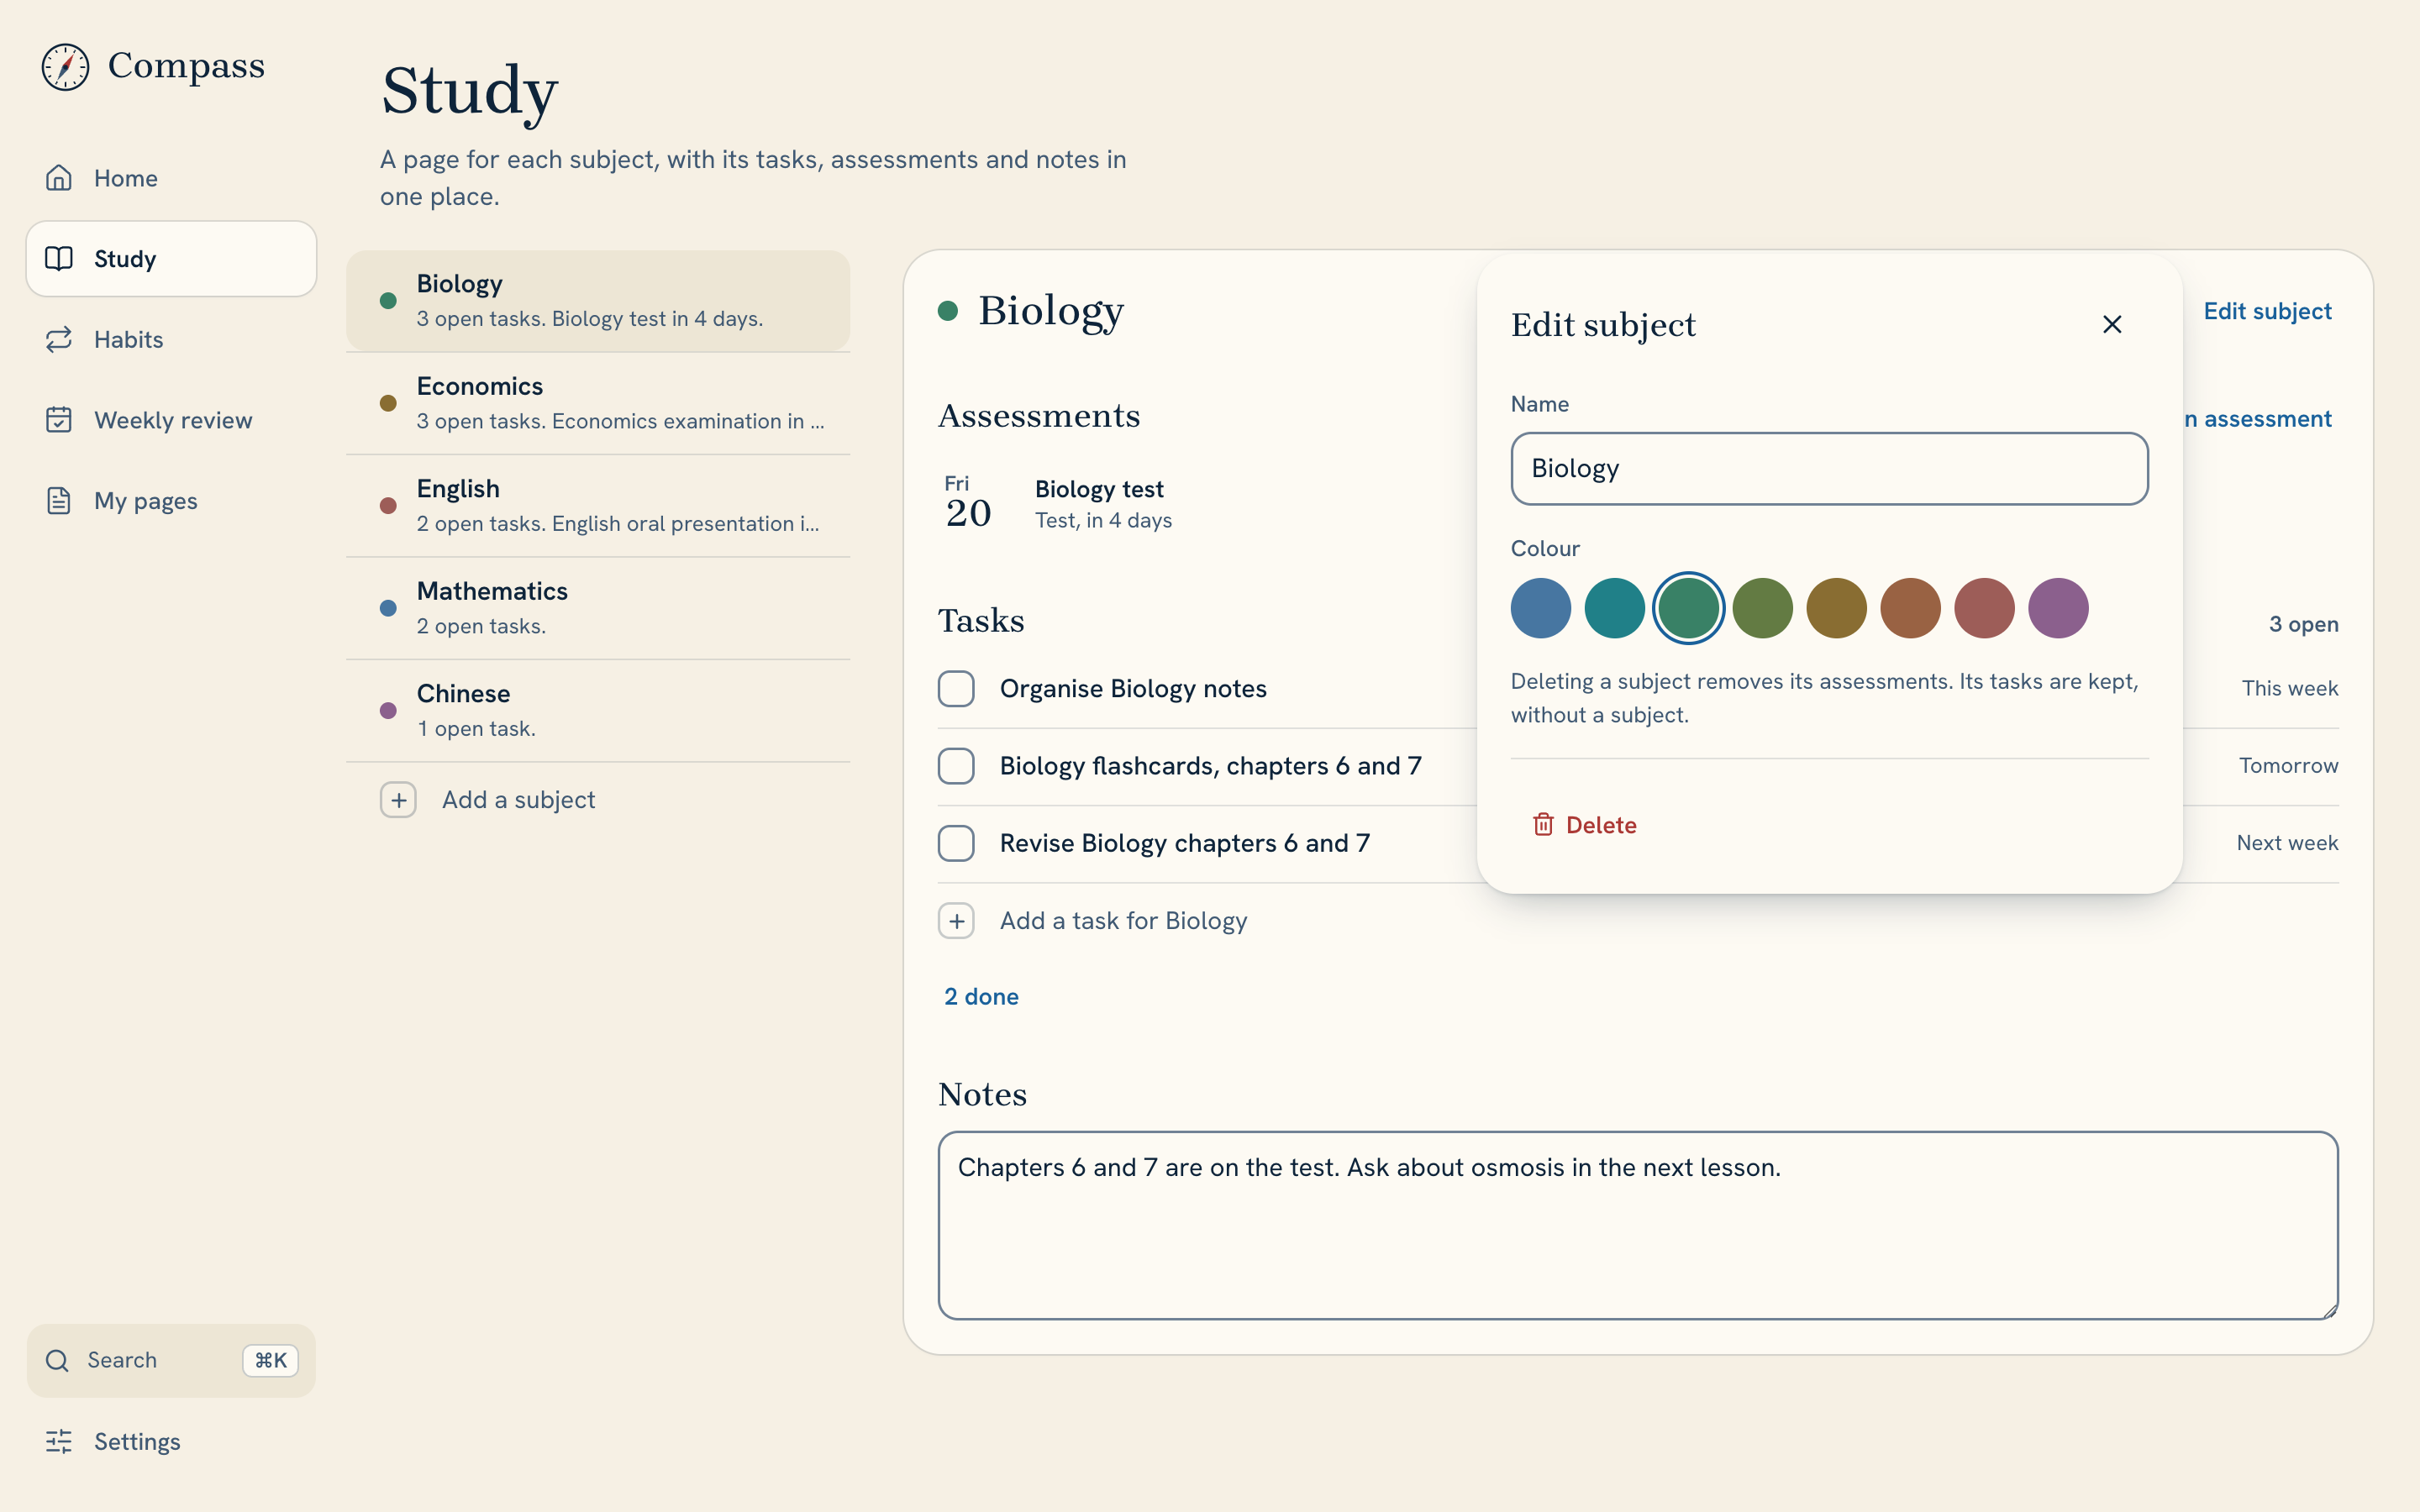 Compass
Home
Study
Habits
Weekly review
My pages
Search
⌘K
Settings
Study
A page for each subject, with its tasks, assessments and notes in
one place.
Biology
3 open tasks. Biology test in 4 days.
Economics
3 open tasks. Economics examination in ...
English
2 open tasks. English oral presentation i...
Mathematics
2 open tasks.
Chinese
1 open task.
Add a subject
Biology
Edit subject
Assessments
n assessment
Fri
20
Biology test
Test, in 4 days
Tasks
3 open
Organise Biology notes
This week
Biology flashcards, chapters 6 and 7
Tomorrow
Revise Biology chapters 6 and 7
Next week
Add a task for Biology
2 done
Notes
Chapters 6 and 7 are on the test. Ask about osmosis in the next lesson.
Edit subject
Name
Biology
Colour
Deleting a subject removes its assessments. Its tasks are kept,
without a subject.
Delete